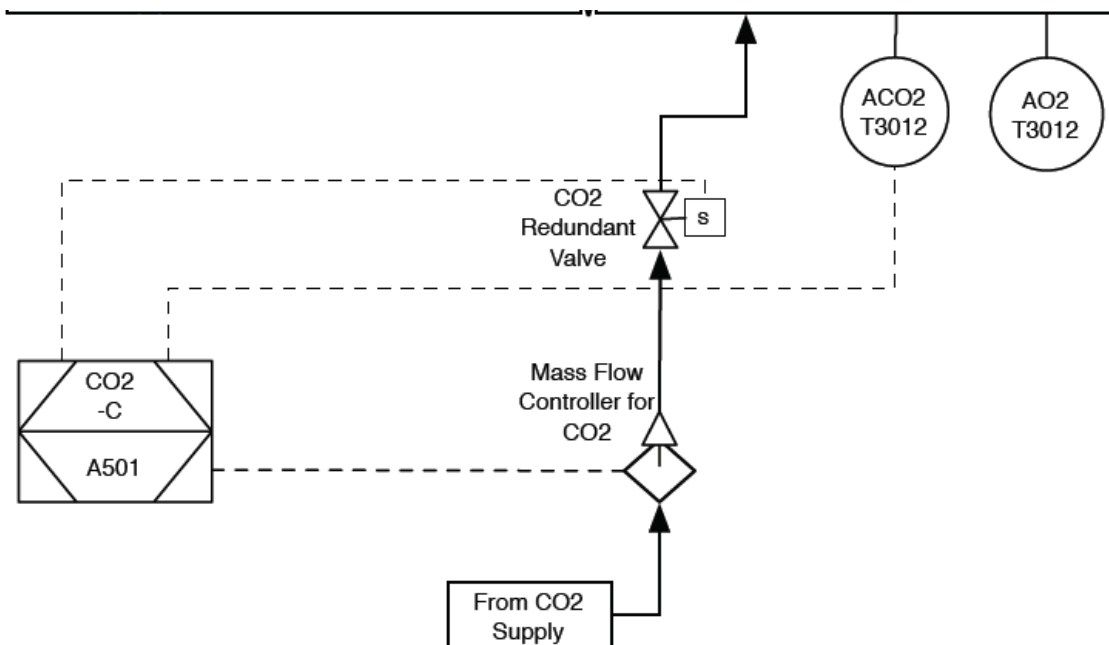 ACO2
T3012
AO2
T3012
CO2
Redundant
Valve
s
CO2
-C
A501
Mass Flow
Controller for
CO2
From CO2
Supply